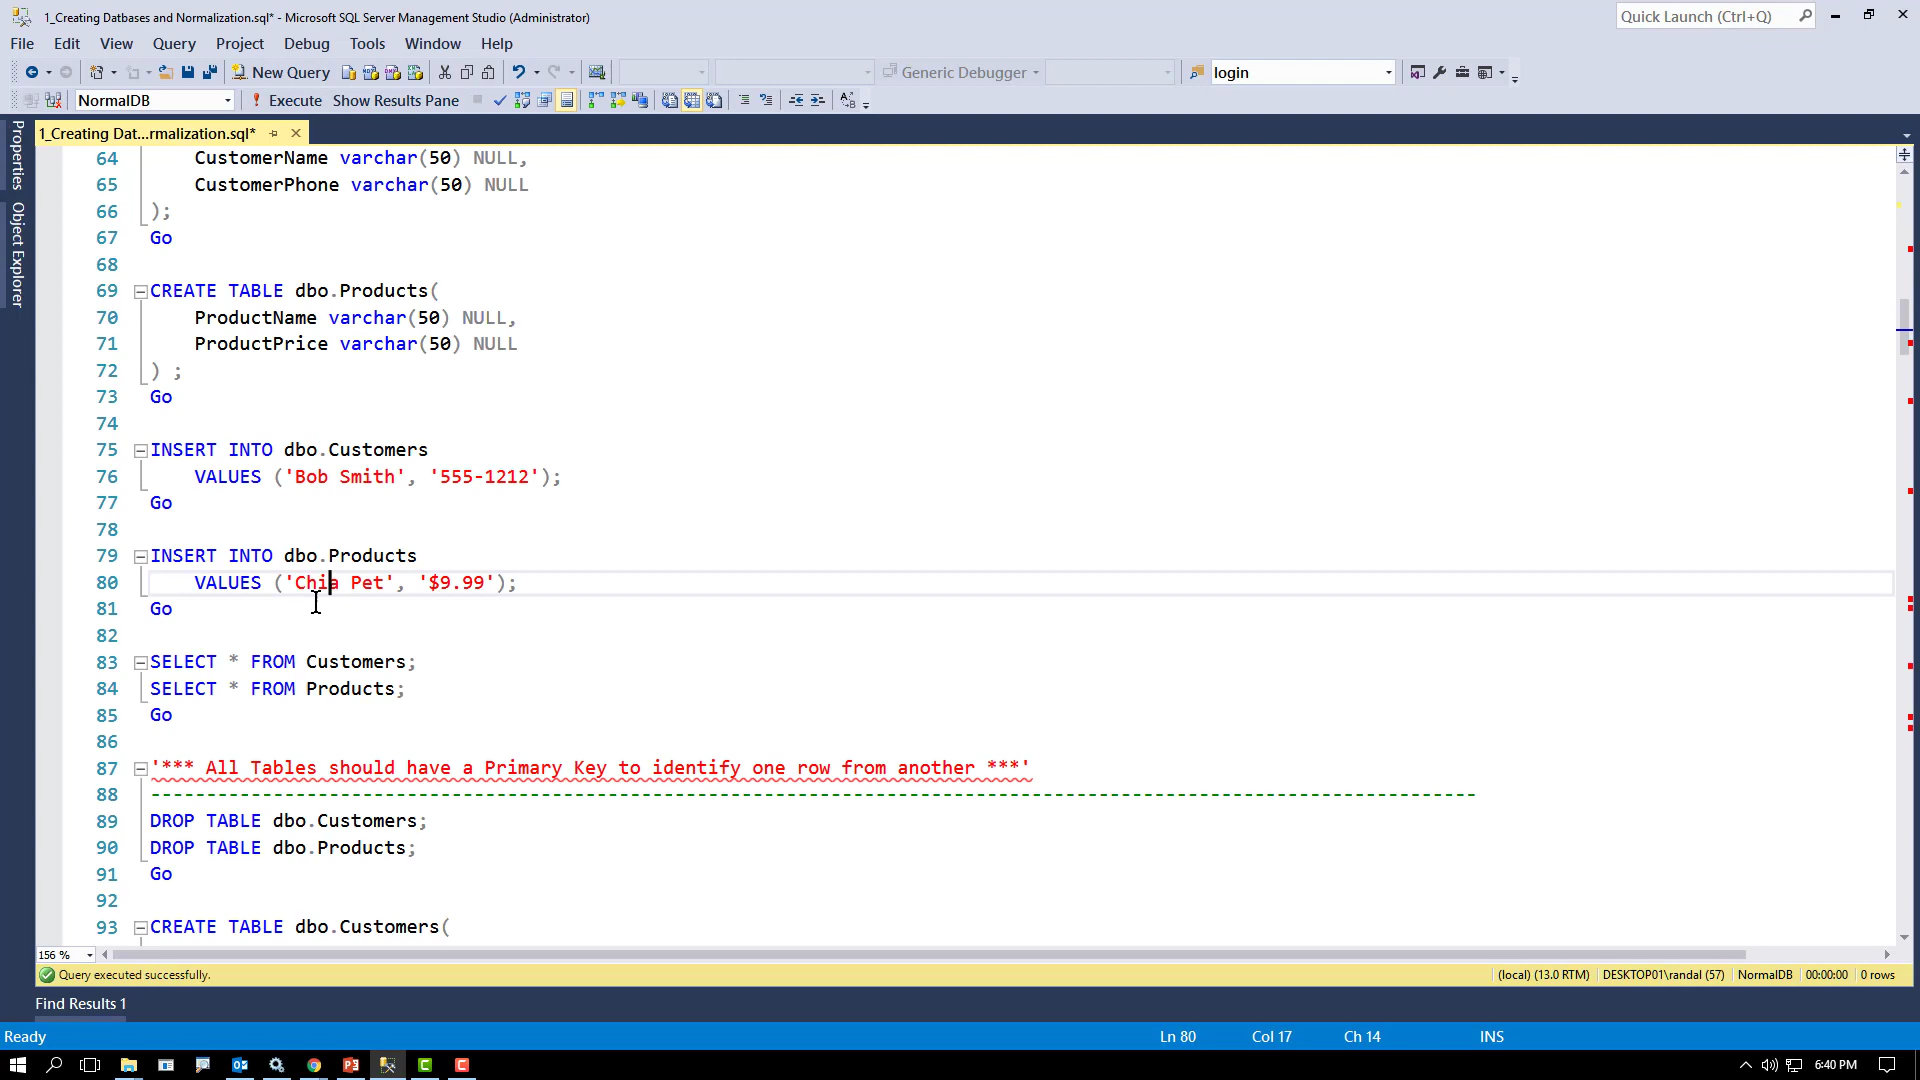 1_Creating Datbases and Normalization.sql* - Microsoft SQL Server Management Studio (Administrator)
Quick Launch (Ctrl+Q)
File Edit View Query Project Debug Tools Window Help
New Query Generic Debugger login
NormalDB Execute Show Results Pane
Properties
Object Explorer
1_Creating Dat...rmalization.sql*
64 CustomerName varchar(50) NULL,
65 CustomerPhone varchar(50) NULL
66 );
67 Go
68
69 CREATE TABLE dbo.Products(
70 ProductName varchar(50) NULL,
71 ProductPrice varchar(50) NULL
72 ) ;
73 Go
74
75 INSERT INTO dbo.Customers
76 VALUES ('Bob Smith', '555-1212');
77 Go
78
79 INSERT INTO dbo.Products
80 VALUES ('Chia Pet', '$9.99');
81 Go
82
83 SELECT * FROM Customers;
84 SELECT * FROM Products;
85 Go
86
87 '*** All Tables should have a Primary Key to identify one row from another ***'
88 -----------------------------------------------------------------------------------------------------------------------
89 DROP TABLE dbo.Customers;
90 DROP TABLE dbo.Products;
91 Go
92
93 CREATE TABLE dbo.Customers(
156 %
Query executed successfully. (local) (13.0 RTM) DESKTOP01\randal (57) NormalDB 00:00:00 0 rows
Find Results 1
Ready Ln 80 Col 17 Ch 14 INS
6:40 PM